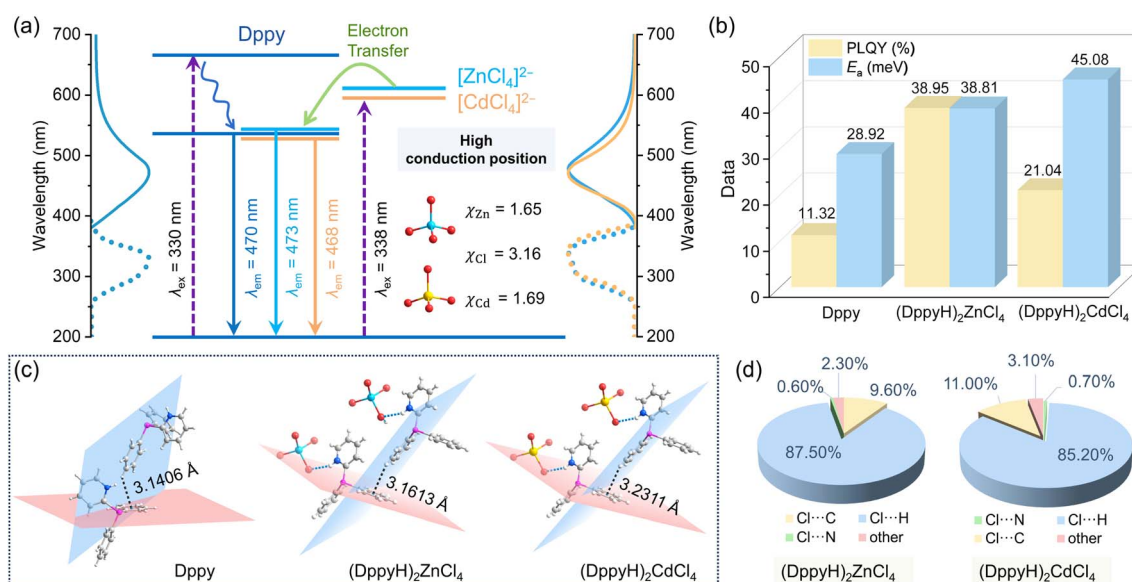 (a)
700
600
500
400
300
200
Wavelength (nm)
Dppy
Electron
Transfer
[ZnCl₄]²⁻
[CdCl₄]²⁻
High
conduction position
χZn = 1.65
χCl = 3.16
χCd = 1.69
λex = 330 nm
λem = 470 nm
λem = 473 nm
λem = 468 nm
λex = 338 nm
700
600
500
400
300
200
Wavelength (nm)
(b)
PLQY (%)
Ea (meV)
50
40
30
20
10
0
Data
11.32
28.92
38.95
38.81
21.04
45.08
Dppy
(DppyH)₂ZnCl₄
(DppyH)₂CdCl₄
(c)
3.1406 Å
3.1613 Å
3.2311 Å
Dppy
(DppyH)₂ZnCl₄
(DppyH)₂CdCl₄
(d)
2.30%
0.60%
9.60%
87.50%
Cl···C
Cl···H
Cl···N
other
(DppyH)₂ZnCl₄
3.10%
11.00%
0.70%
85.20%
Cl···N
Cl···H
Cl···C
other
(DppyH)₂CdCl₄